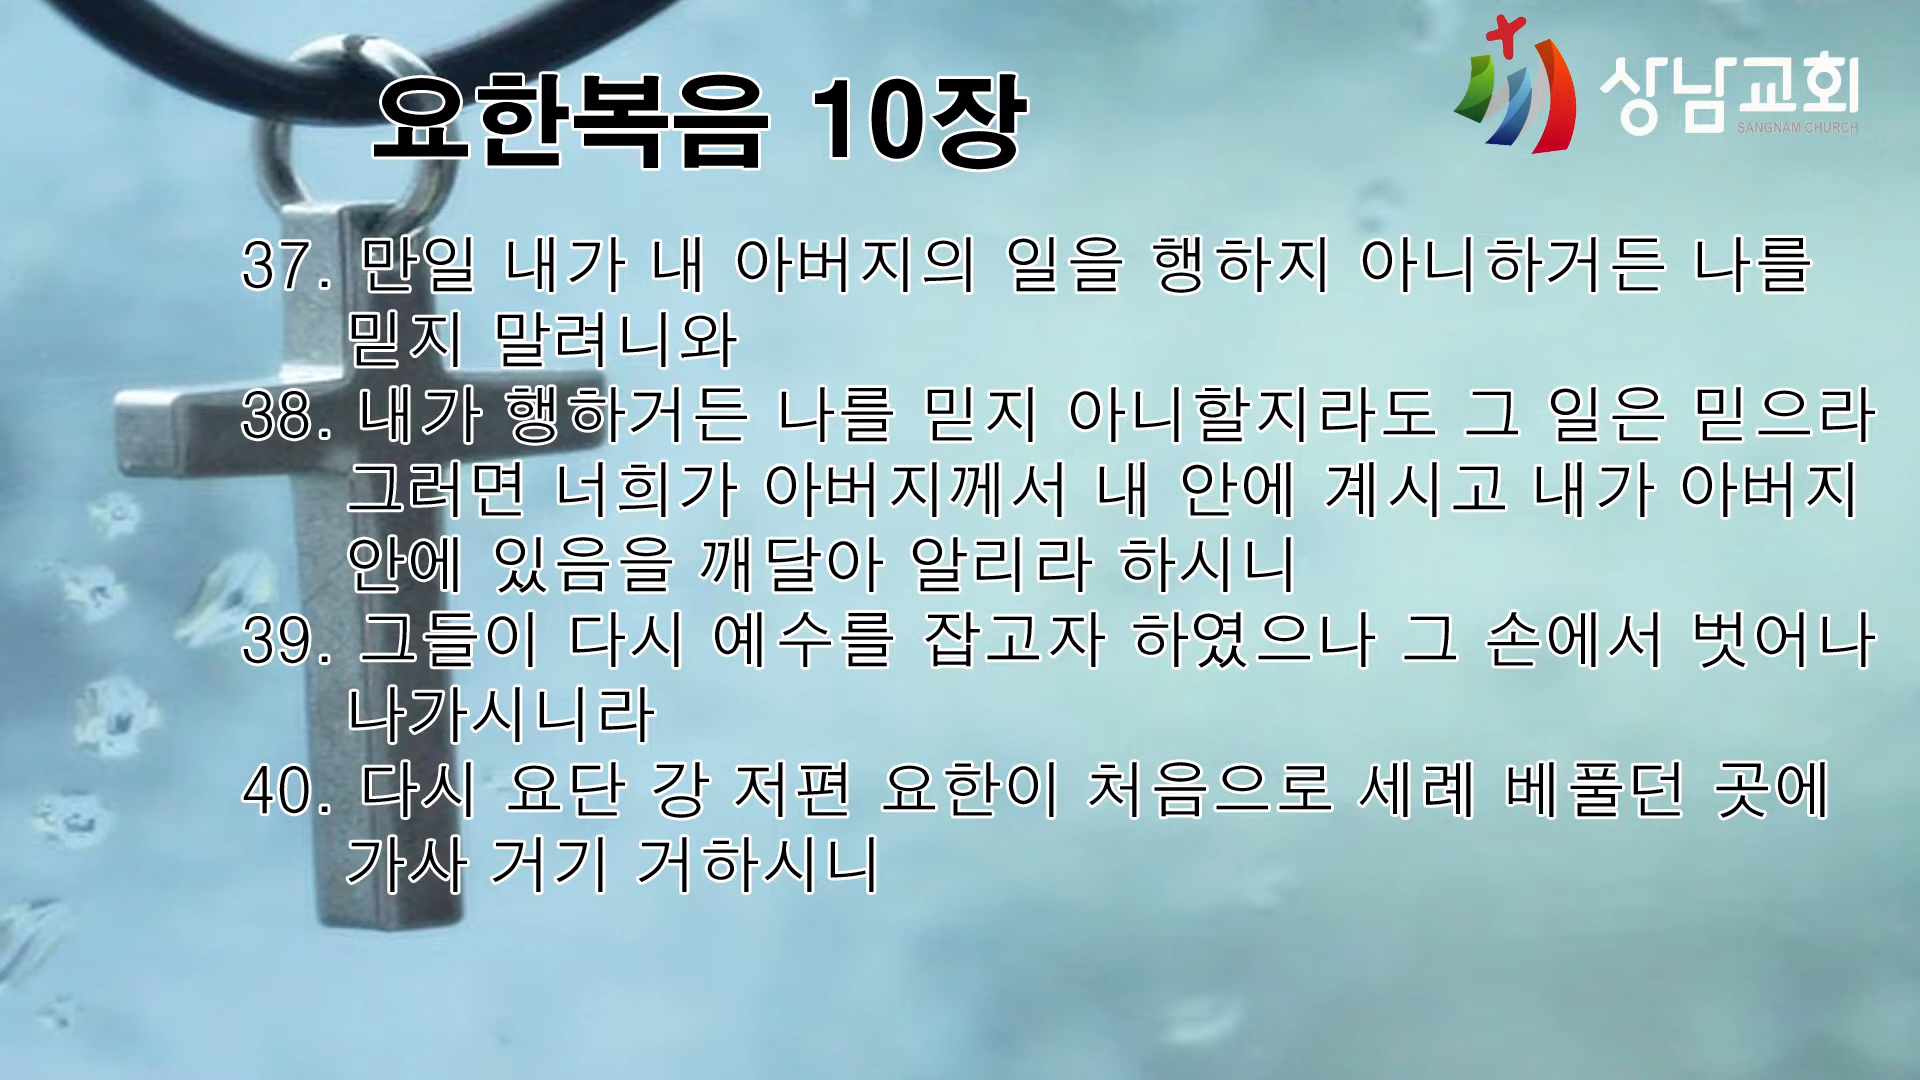 요한복음 10장
상남교회
SANGNAM CHURCH
37. 만일 내가 내 아버지의 일을 행하지 아니하거든 나를
믿지 말려니와
38. 내가 행하거든 나를 믿지 아니할지라도 그 일은 믿으라
그러면 너희가 아버지께서 내 안에 계시고 내가 아버지
안에 있음을 깨달아 알리라 하시니
39. 그들이 다시 예수를 잡고자 하였으나 그 손에서 벗어나
나가시니라
40. 다시 요단 강 저편 요한이 처음으로 세례 베풀던 곳에
가사 거기 거하시니